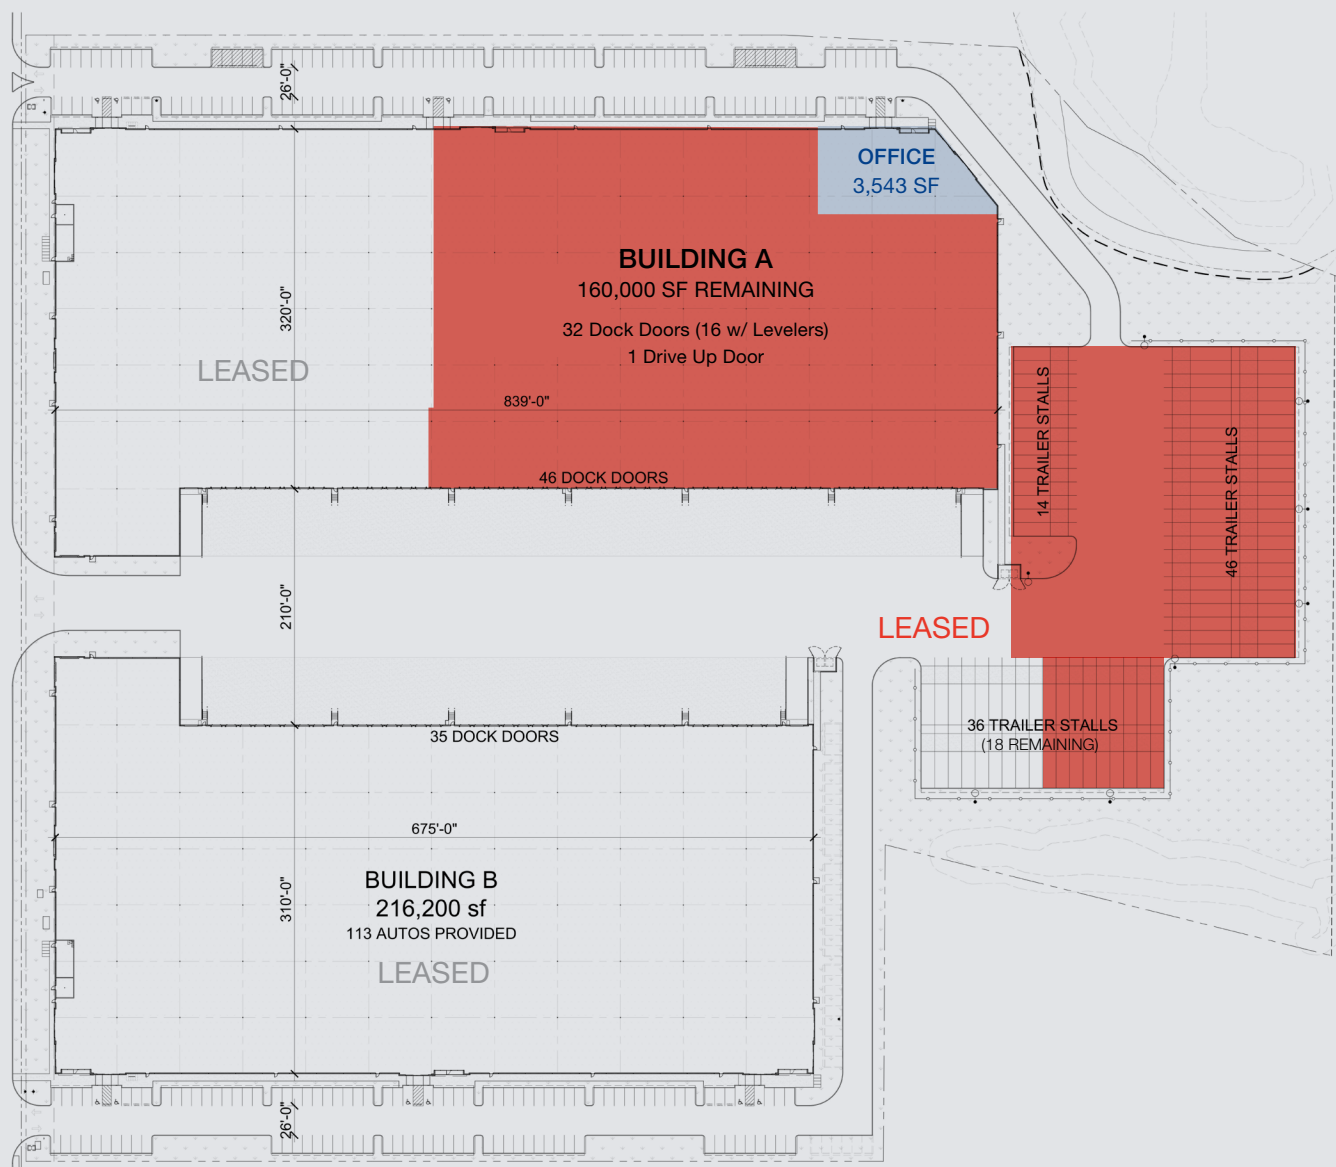 26'-0"
OFFICE
3,543 SF
BUILDING A
160,000 SF REMAINING
32 Dock Doors (16 w/ Levelers)
1 Drive Up Door
320'-0"
LEASED
839'-0"
46 DOCK DOORS
14 TRAILER STALLS
46 TRAILER STALLS
210'-0"
LEASED
36 TRAILER STALLS
(18 REMAINING)
35 DOCK DOORS
675'-0"
BUILDING B
216,200 sf
113 AUTOS PROVIDED
LEASED
310'-0"
26'-0"